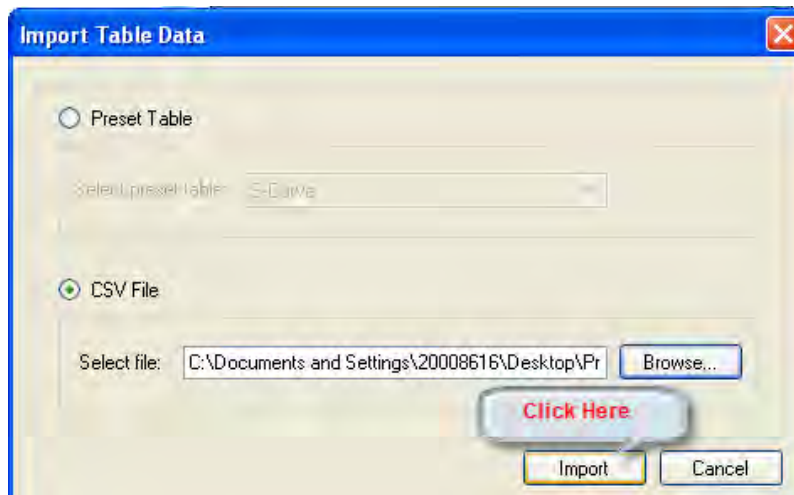 Import Table Data
Preset Table
Select preset table: S-Curve
CSV File
Select file: C:\Documents and Settings\20008616\Desktop\Pr Browse...
Click Here
Import Cancel